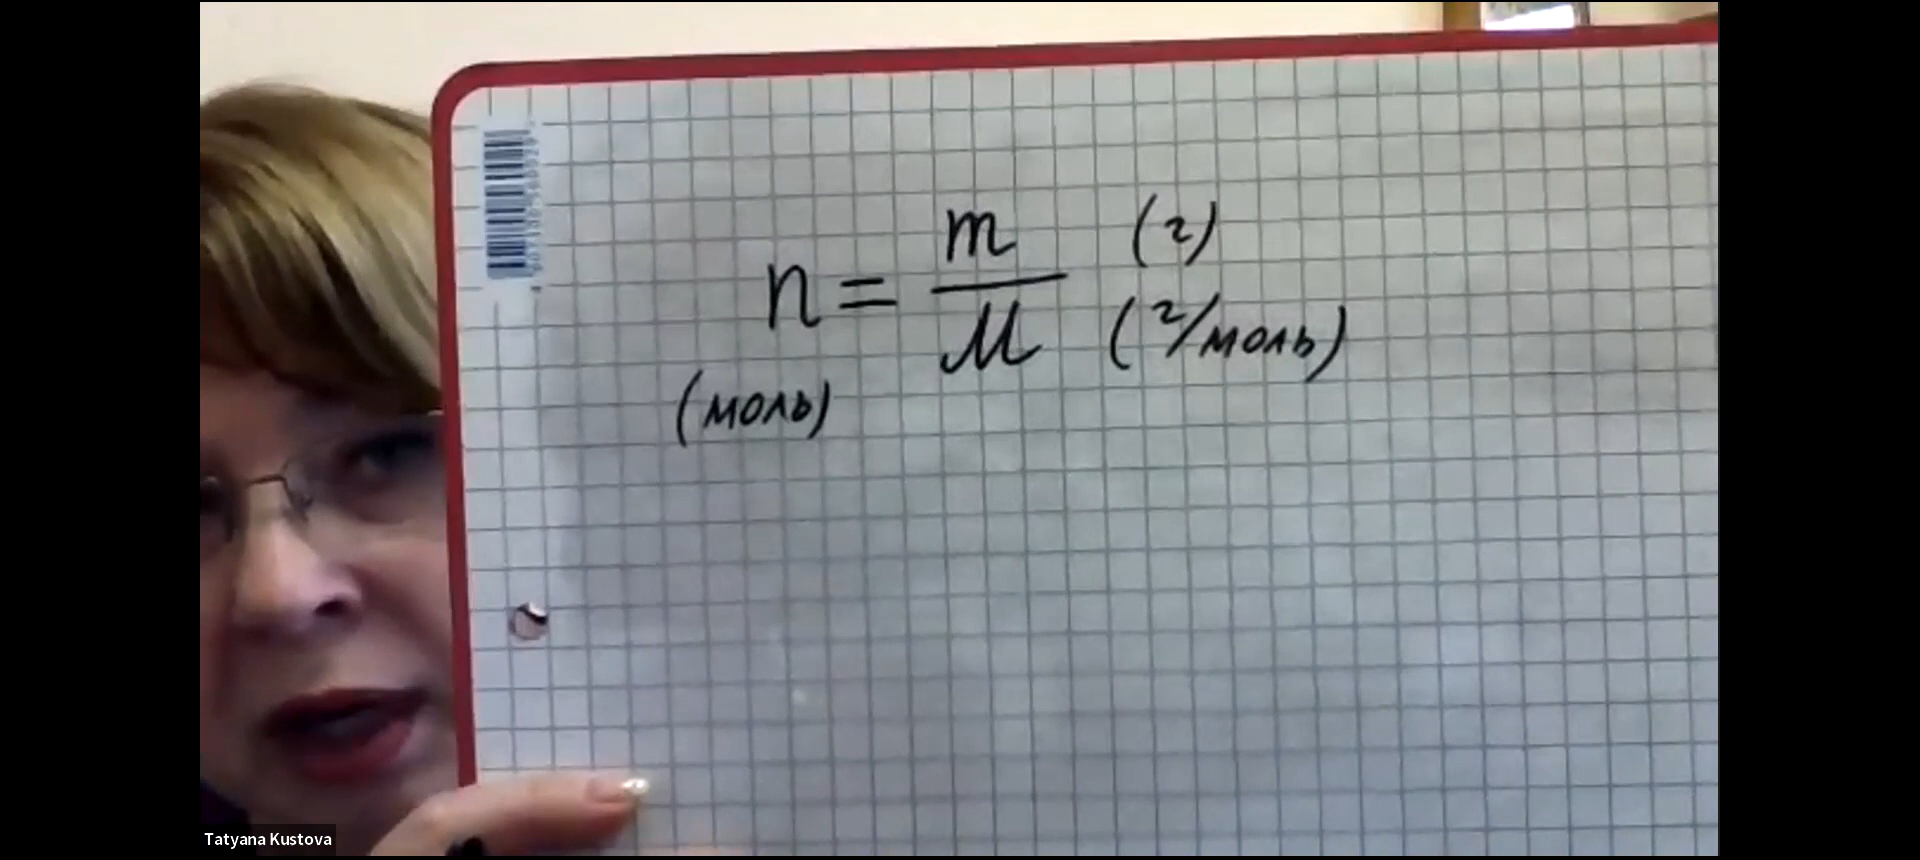 n = m/M
(г)
(г/моль)
(моль)
Tatyana Kustova